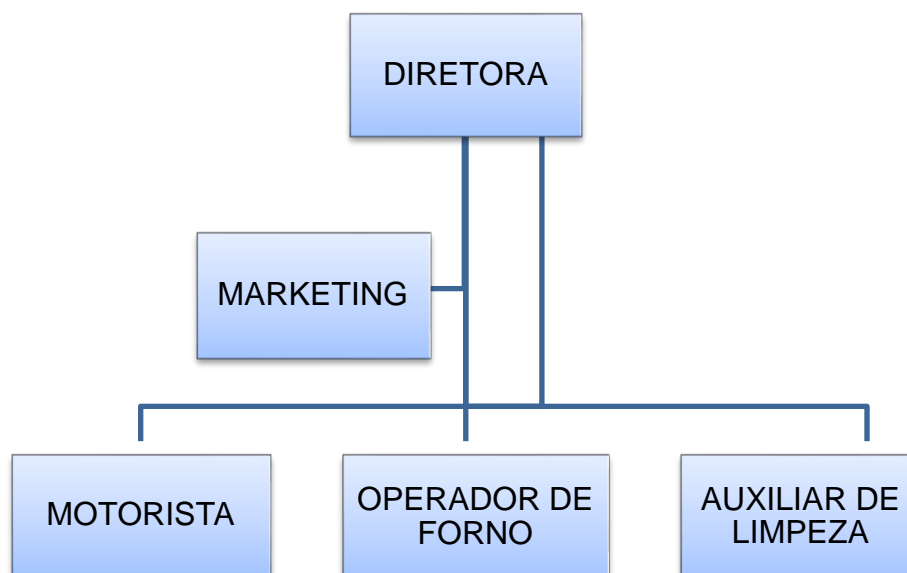 DIRETORA
MARKETING
MOTORISTA
OPERADOR DE
FORNO
AUXILIAR DE
LIMPEZA